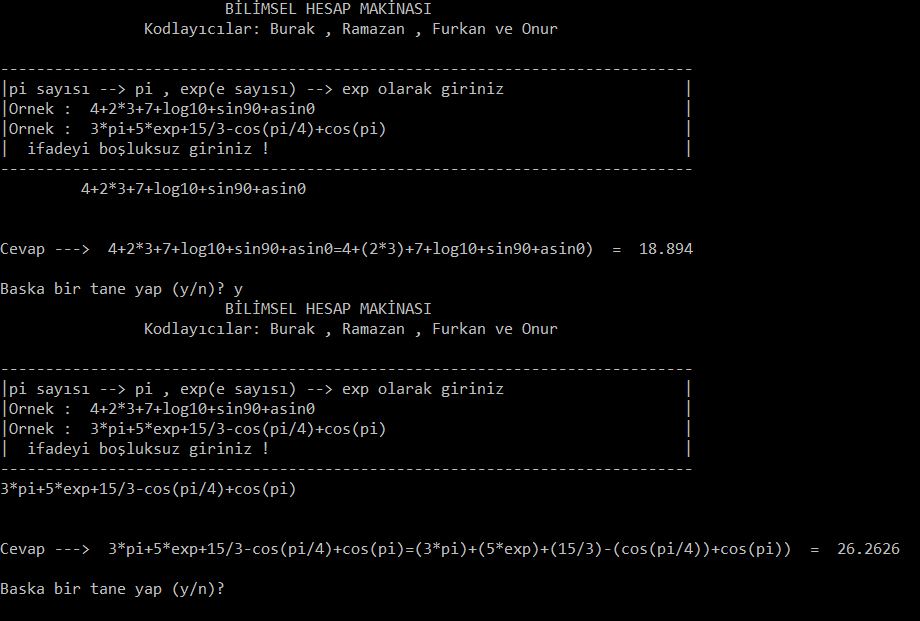 BİLİMSEL HESAP MAKİNASI
Kodlayıcılar: Burak , Ramazan , Furkan ve Onur
-----------------------------------------------------------------------------
|pi sayısı --> pi , exp(e sayısı) --> exp olarak giriniz |
|Ornek : 4+2*3+7+log10+sin90+asin0 |
|Ornek : 3*pi+5*exp+15/3-cos(pi/4)+cos(pi) |
| ifadeyi boşluksuz giriniz ! |
-----------------------------------------------------------------------------
4+2*3+7+log10+sin90+asin0
Cevap ---> 4+2*3+7+log10+sin90+asin0=4+(2*3)+7+log10+sin90+asin0) = 18.894
Baska bir tane yap (y/n)? y
BİLİMSEL HESAP MAKİNASI
Kodlayıcılar: Burak , Ramazan , Furkan ve Onur
-----------------------------------------------------------------------------
|pi sayısı --> pi , exp(e sayısı) --> exp olarak giriniz |
|Ornek : 4+2*3+7+log10+sin90+asin0 |
|Ornek : 3*pi+5*exp+15/3-cos(pi/4)+cos(pi) |
| ifadeyi boşluksuz giriniz ! |
-----------------------------------------------------------------------------
3*pi+5*exp+15/3-cos(pi/4)+cos(pi)
Cevap ---> 3*pi+5*exp+15/3-cos(pi/4)+cos(pi)=(3*pi)+(5*exp)+(15/3)-(cos(pi/4))+cos(pi)) = 26.2626
Baska bir tane yap (y/n)?